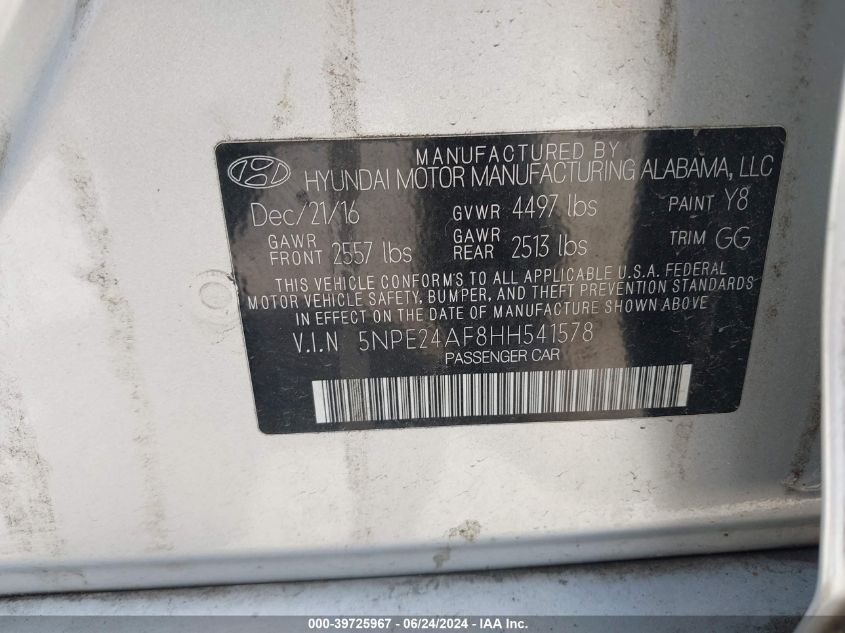 MANUFACTURED BY
HYUNDAI MOTOR MANUFACTURING ALABAMA, LLC
Dec/21/16 GVWR 4497 lbs PAINT Y8
GAWR FRONT 2557 lbs GAWR REAR 2513 lbs TRIM GG
THIS VEHICLE CONFORMS TO ALL APPLICABLE U.S.A. FEDERAL
MOTOR VEHICLE SAFETY, BUMPER, AND THEFT PREVENTION STANDARDS
IN EFFECT ON THE DATE OF MANUFACTURE SHOWN ABOVE
V.I.N 5NPE24AF8HH541578
PASSENGER CAR
000-39725967 / 06/24/2024 - IAA Inc.